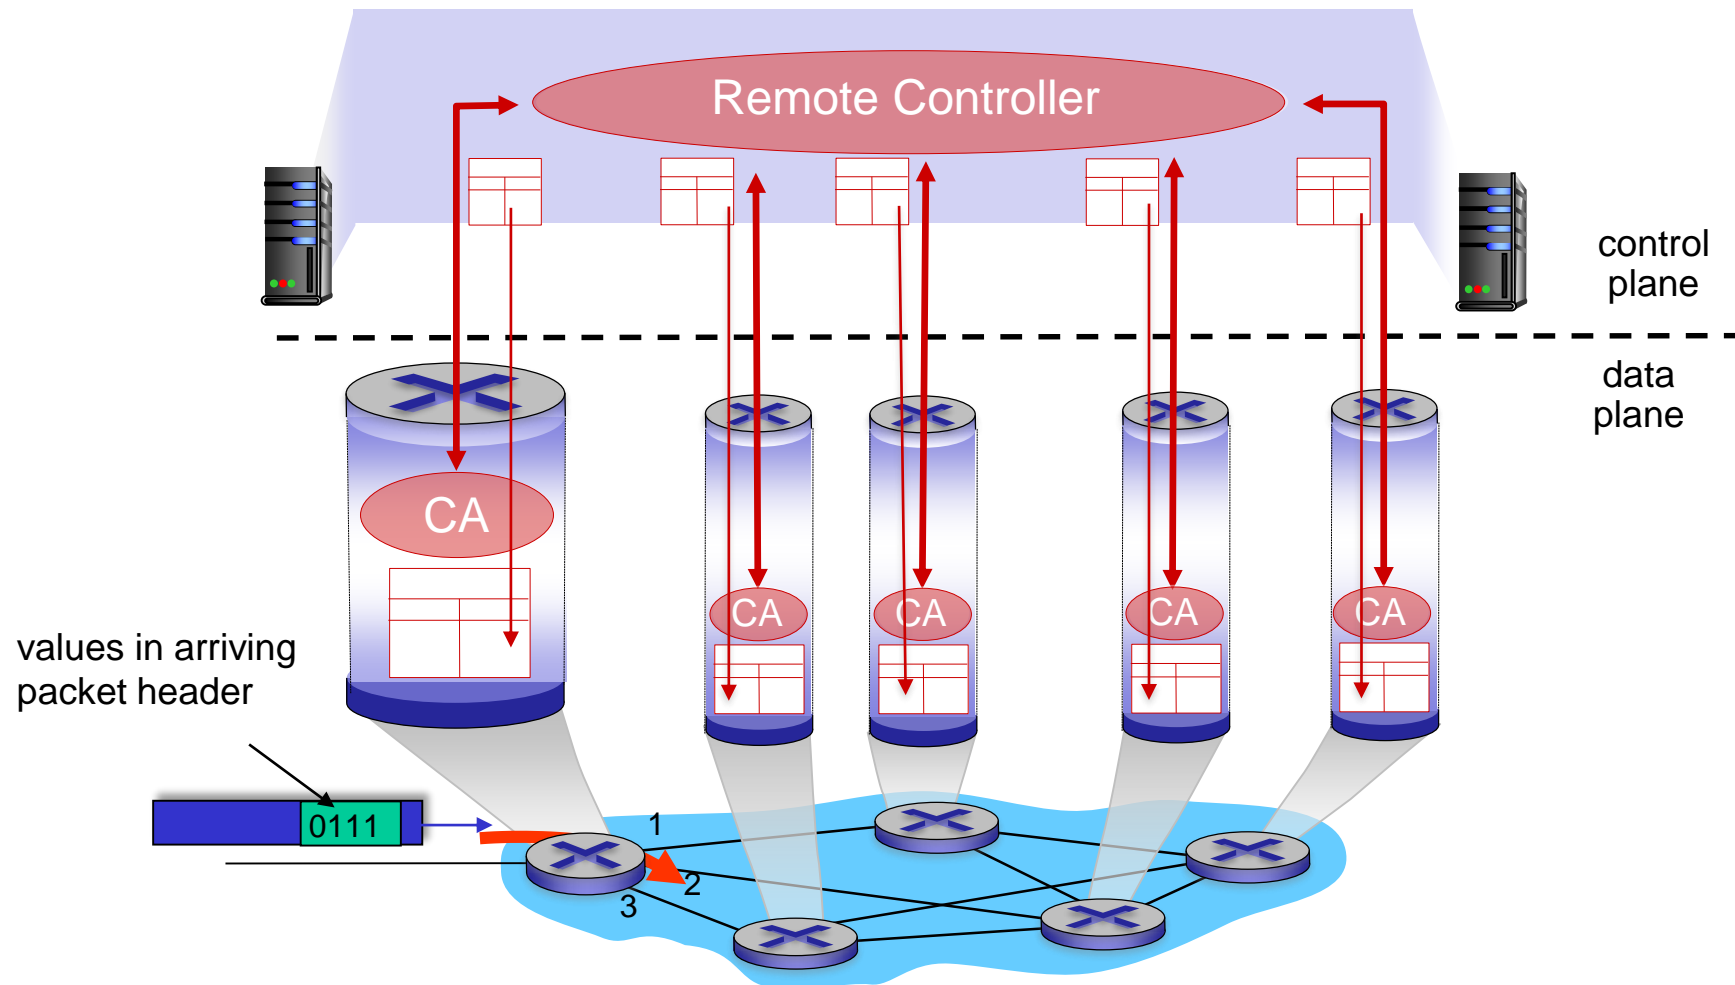 Remote Controller
control
plane
data
plane
CA
CA
CA
CA
CA
values in arriving
packet header
0111
1
2
3